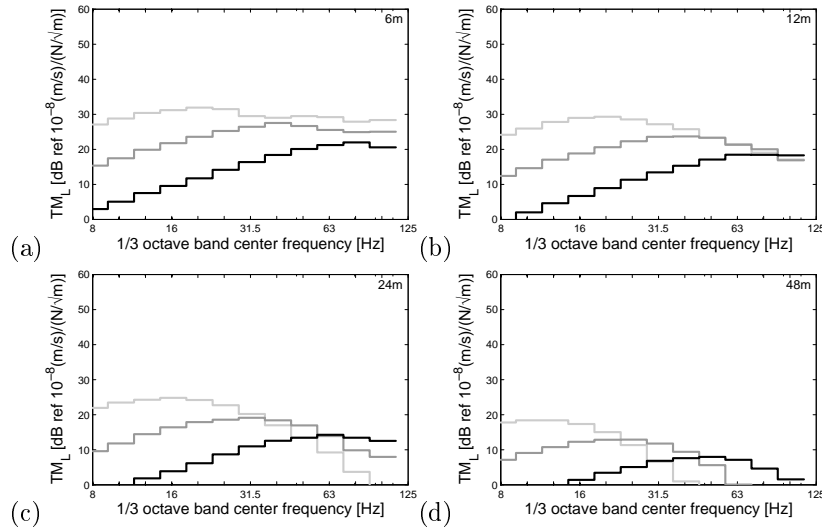 6m
60
50
40
30
20
10
0
TM_L [dB ref 10^-8(m/s)/(N/√m)]
8 16 31.5 63 125
1/3 octave band center frequency [Hz]
(a)
12m
60
50
40
30
20
10
0
TM_L [dB ref 10^-8(m/s)/(N/√m)]
8 16 31.5 63 125
1/3 octave band center frequency [Hz]
(b)
24m
60
50
40
30
20
10
0
TM_L [dB ref 10^-8(m/s)/(N/√m)]
8 16 31.5 63 125
1/3 octave band center frequency [Hz]
(c)
48m
60
50
40
30
20
10
0
TM_L [dB ref 10^-8(m/s)/(N/√m)]
8 16 31.5 63 125
1/3 octave band center frequency [Hz]
(d)